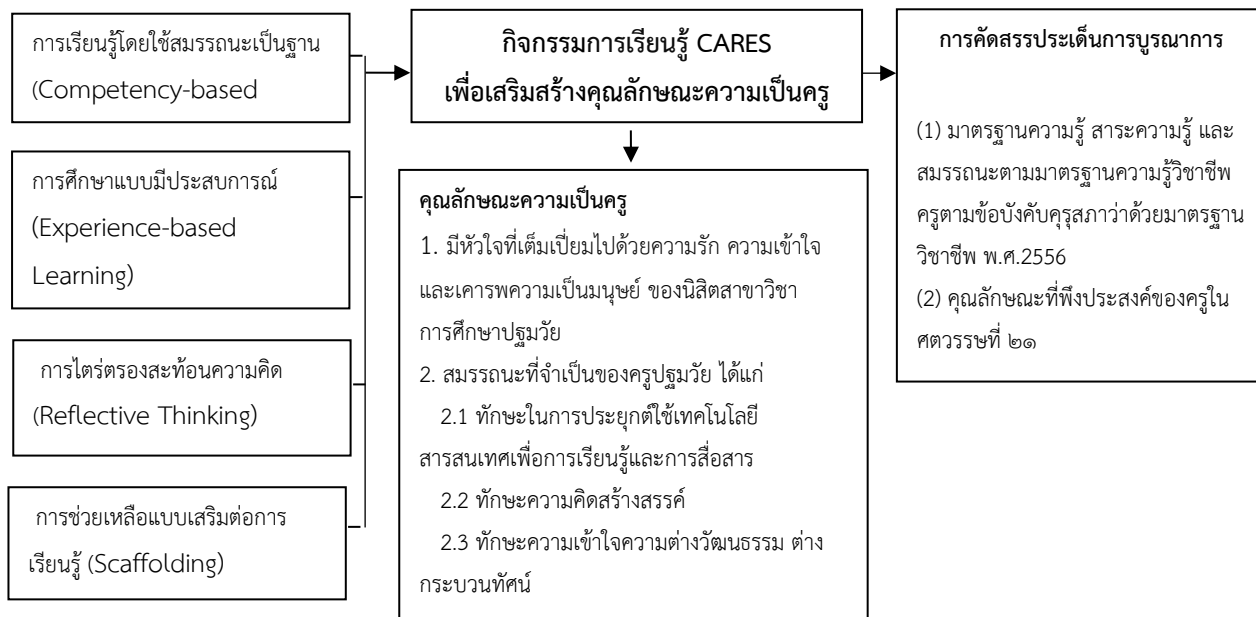 การเรียนรู้โดยใช้สมรรถนะเป็นฐาน
(Competency-based
การศึกษาแบบมีประสบการณ์
(Experience-based
Learning)
การไตร่ตรองสะท้อนความคิด
(Reflective Thinking)
การช่วยเหลือแบบเสริมต่อการ
เรียนรู้ (Scaffolding)
กิจกรรมการเรียนรู้ CARES
เพื่อเสริมสร้างคุณลักษณะความเป็นครู
คุณลักษณะความเป็นครู
1. มีหัวใจที่เต็มเปี่ยมไปด้วยความรัก ความเข้าใจ
และเคารพความเป็นมนุษย์ ของนิสิตสาขาวิชา
การศึกษาปฐมวัย
2. สมรรถนะที่จำเป็นของครูปฐมวัย ได้แก่
2.1 ทักษะในการประยุกต์ใช้เทคโนโลยี
สารสนเทศเพื่อการเรียนรู้และการสื่อสาร
2.2 ทักษะความคิดสร้างสรรค์
2.3 ทักษะความเข้าใจความต่างวัฒนธรรม ต่าง
กระบวนทัศน์
การคัดสรรประเด็นการบูรณาการ
(1) มาตรฐานความรู้ สาระความรู้ และ
สมรรถนะตามมาตรฐานความรู้วิชาชีพ
ครูตามข้อบังคับคุรุสภาว่าด้วยมาตรฐาน
วิชาชีพ พ.ศ.2556
(2) คุณลักษณะที่พึงประสงค์ของครูใน
ศตวรรษที่ ๒๑